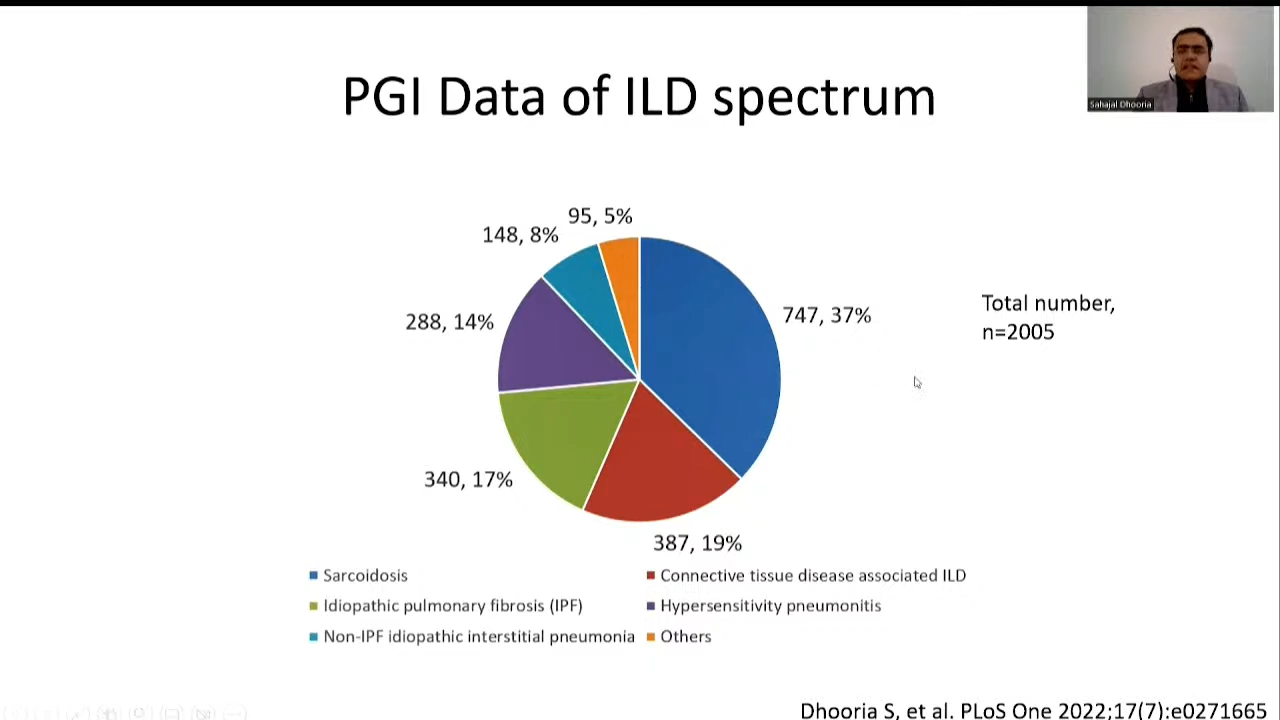 PGI Data of ILD spectrum
Sahajal Dhooria
95, 5%
148, 8%
747, 37%
288, 14%
Total number,
n=2005
340, 17%
387, 19%
Sarcoidosis
Connective tissue disease associated ILD
Idiopathic pulmonary fibrosis (IPF)
Hypersensitivity pneumonitis
Non-IPF idiopathic interstitial pneumonia
Others
Dhooria S, et al. PLoS One 2022;17(7):e0271665